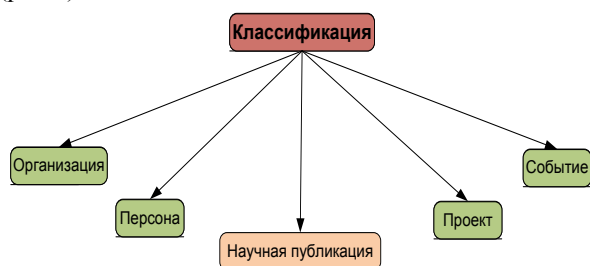 Классификация
Организация
Событие
Персона
Проект
Научная публикация